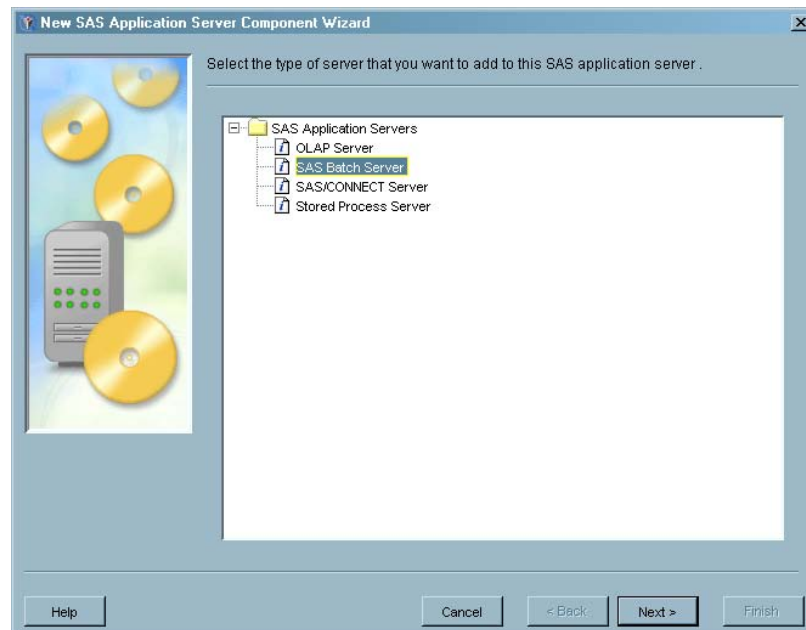 New SAS Application Server Component Wizard
Select the type of server that you want to add to this SAS application server .
SAS Application Servers
OLAP Server
SAS Batch Server
SAS/CONNECT Server
Stored Process Server
Help
Cancel
< Back
Next >
Finish